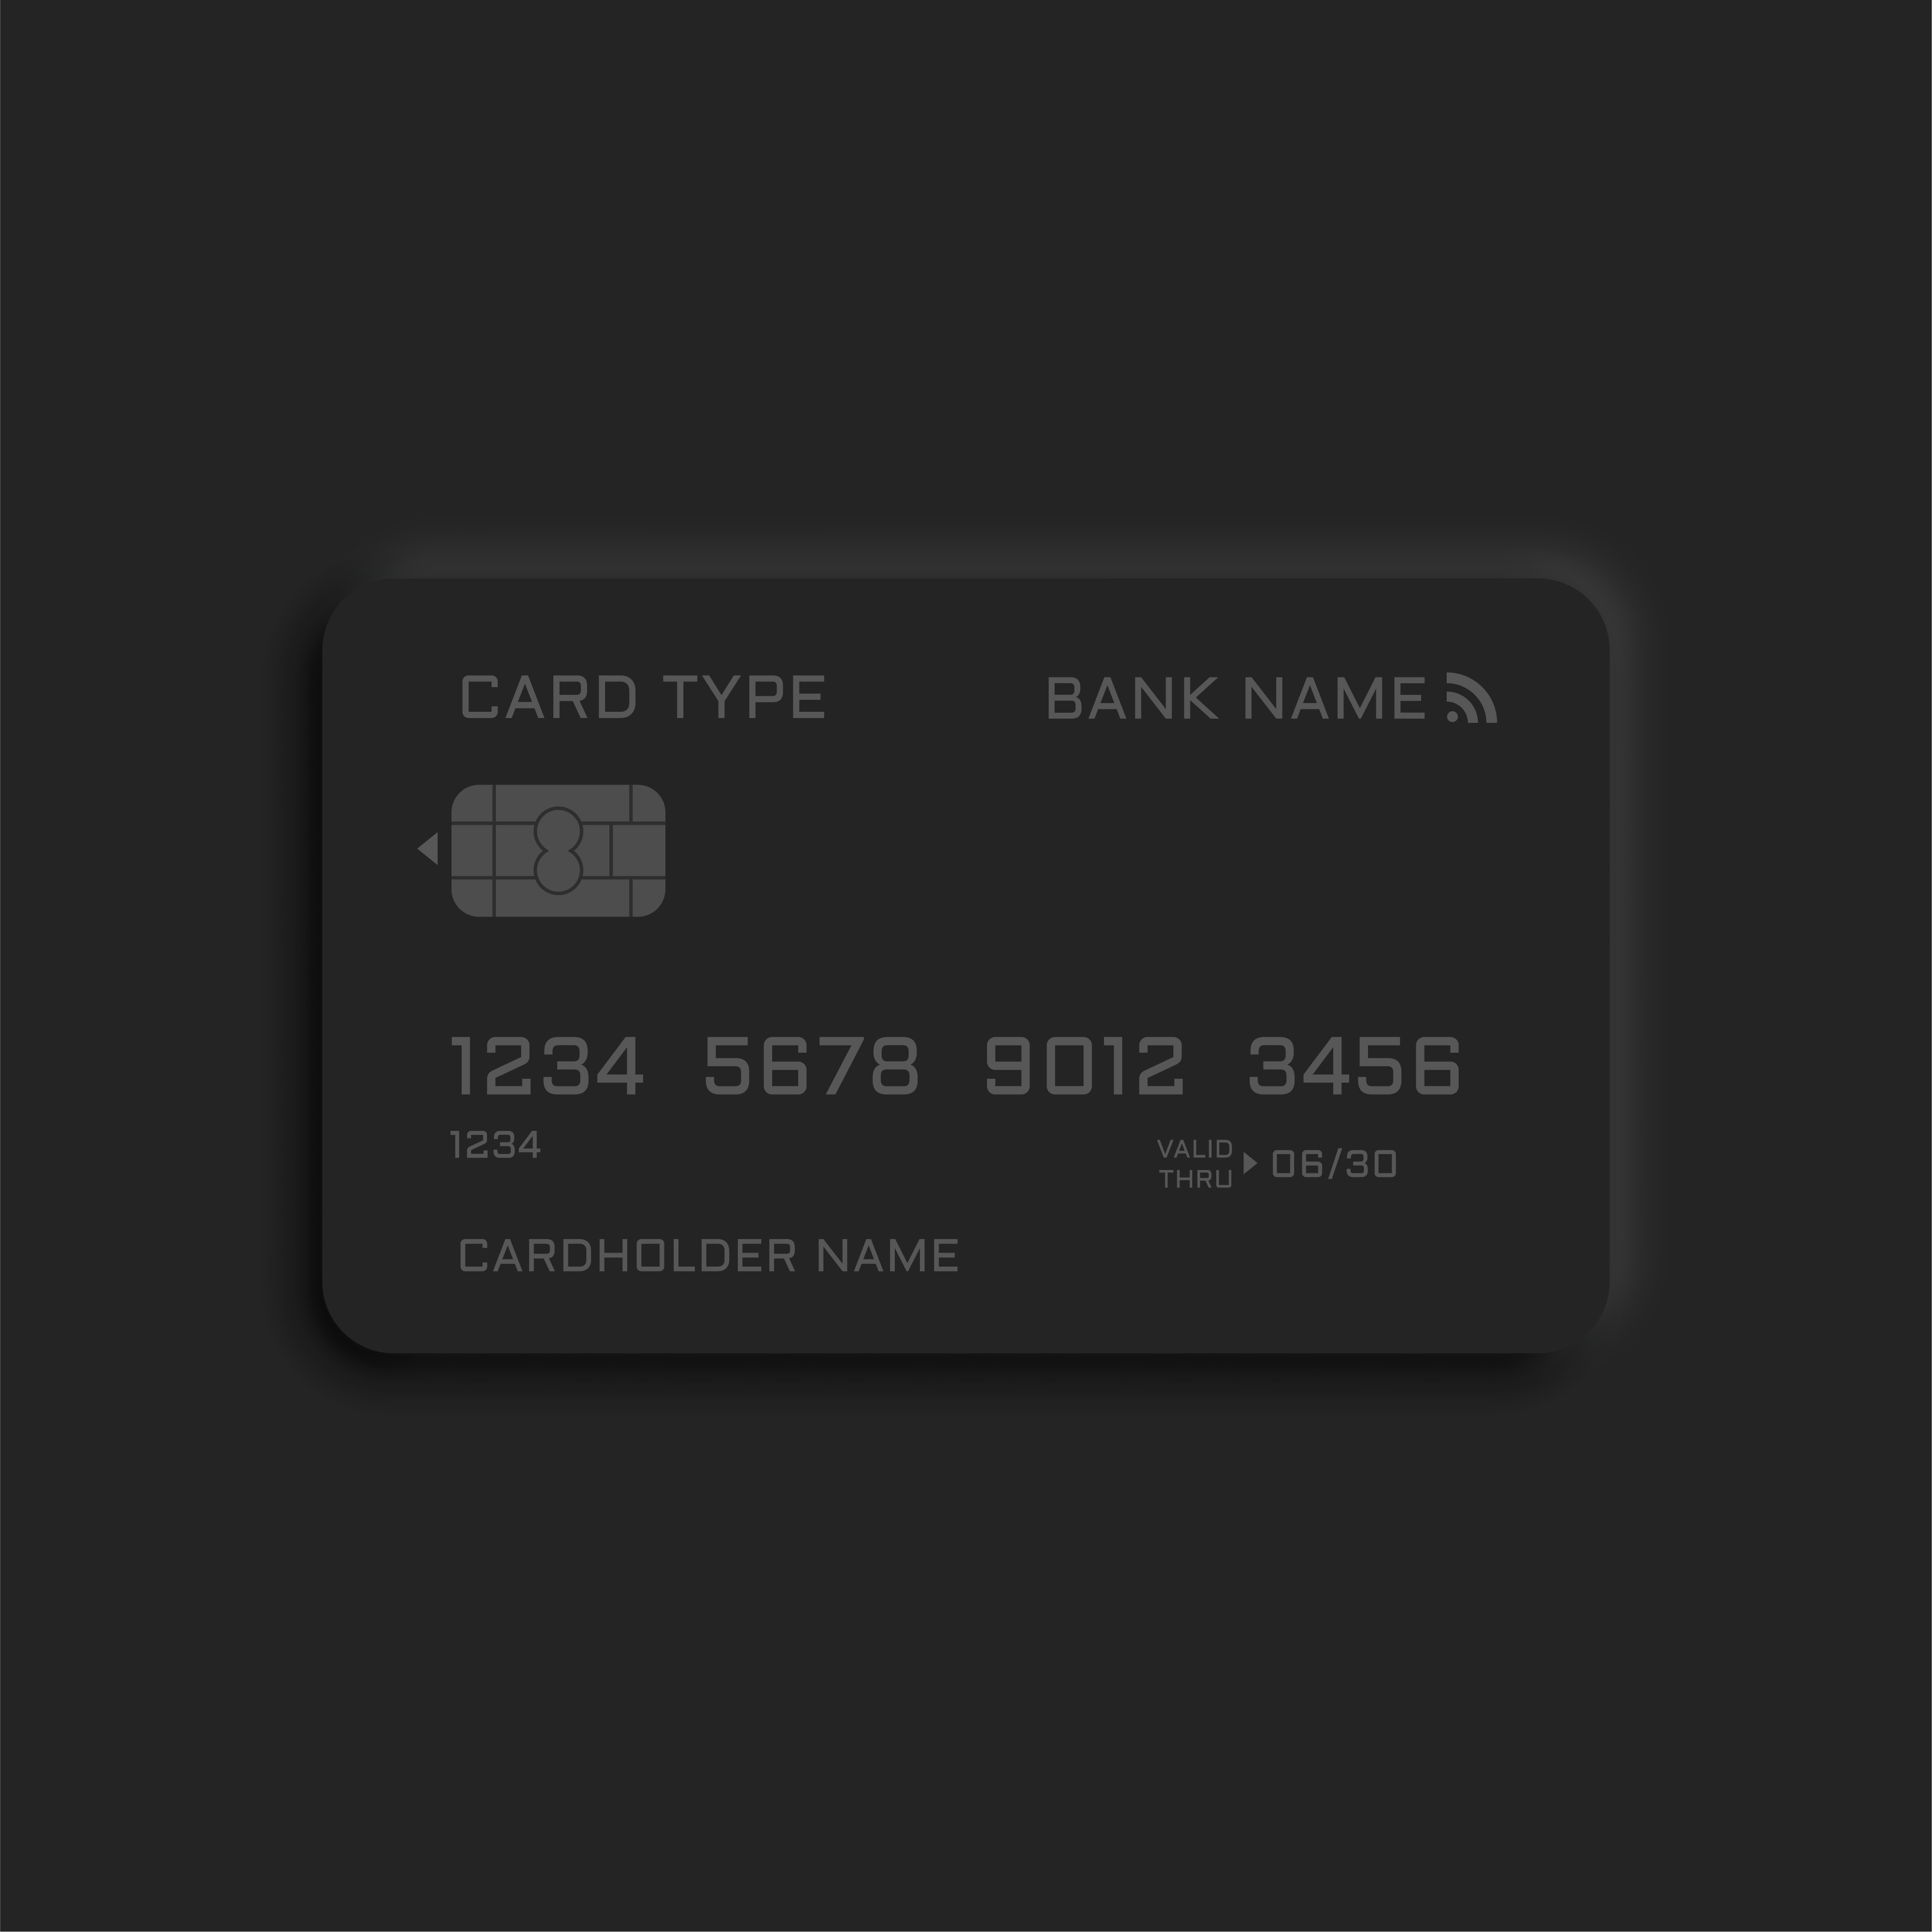 CARD TYPE
BANK NAME
1234 5678 9012 3456
1234
VALID
THRU
06/30
CARDHOLDER NAME